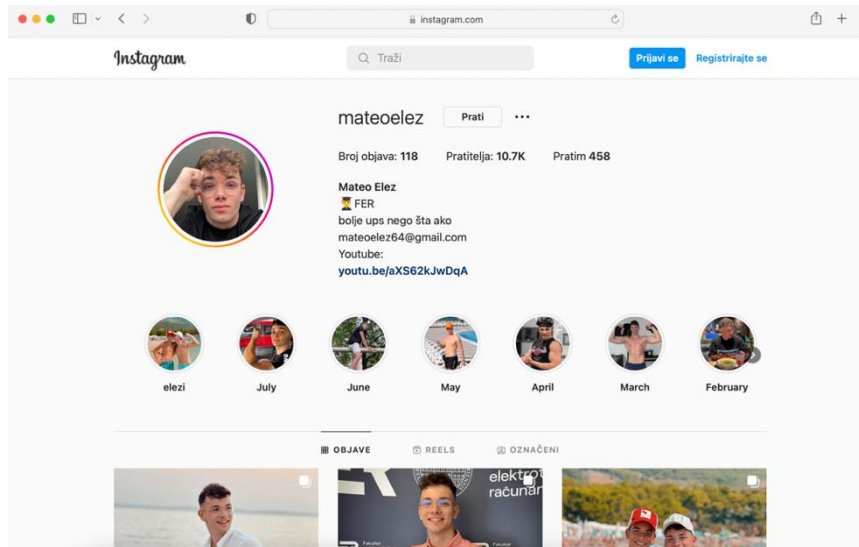 instagram.com
Instagram
Traži
Prijavi se
Registrirajte se
mateoelez
Prati
Broj objava: 118 Pratitelja: 10.7K Pratim 458
Mateo Elez
FER
bolje ups nego šta ako
mateoelez64@gmail.com
Youtube:
youtu.be/aXS62kJwDqA
elezi
July
June
May
April
March
February
OBJAVE
REELS
OZNAČENI
elektrot
računar